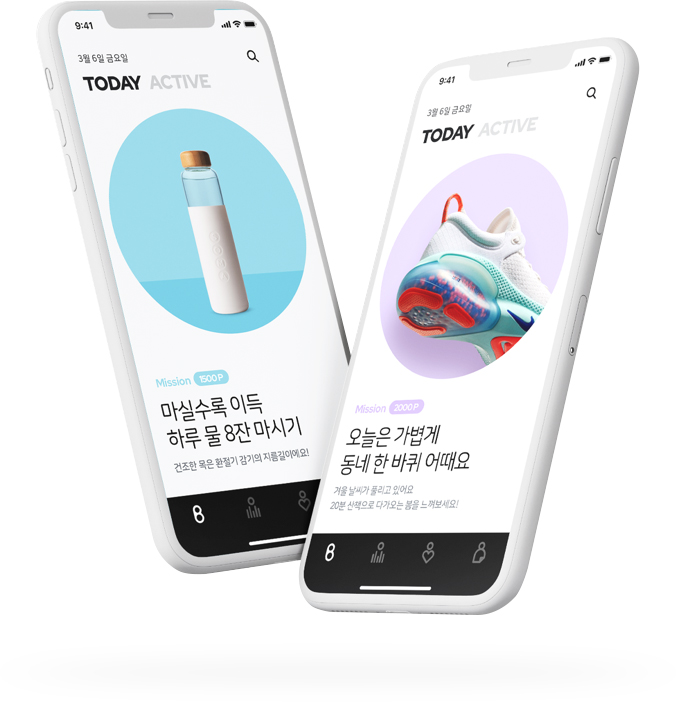 9:41
3월 6일 금요일
TODAY ACTIVE
Mission 1500P
마실수록 이득
하루 물 8잔 마시기
건조한 목은 환절기 감기의 지름길이에요!
8
9:41
3월 6일 금요일
TODAY ACTIVE
Mission 2000P
오늘은 가볍게
동네 한 바퀴 어때요
겨울 날씨가 풀리고 있어요
20분 산책으로 다가오는 봄을 느껴보세요!
8